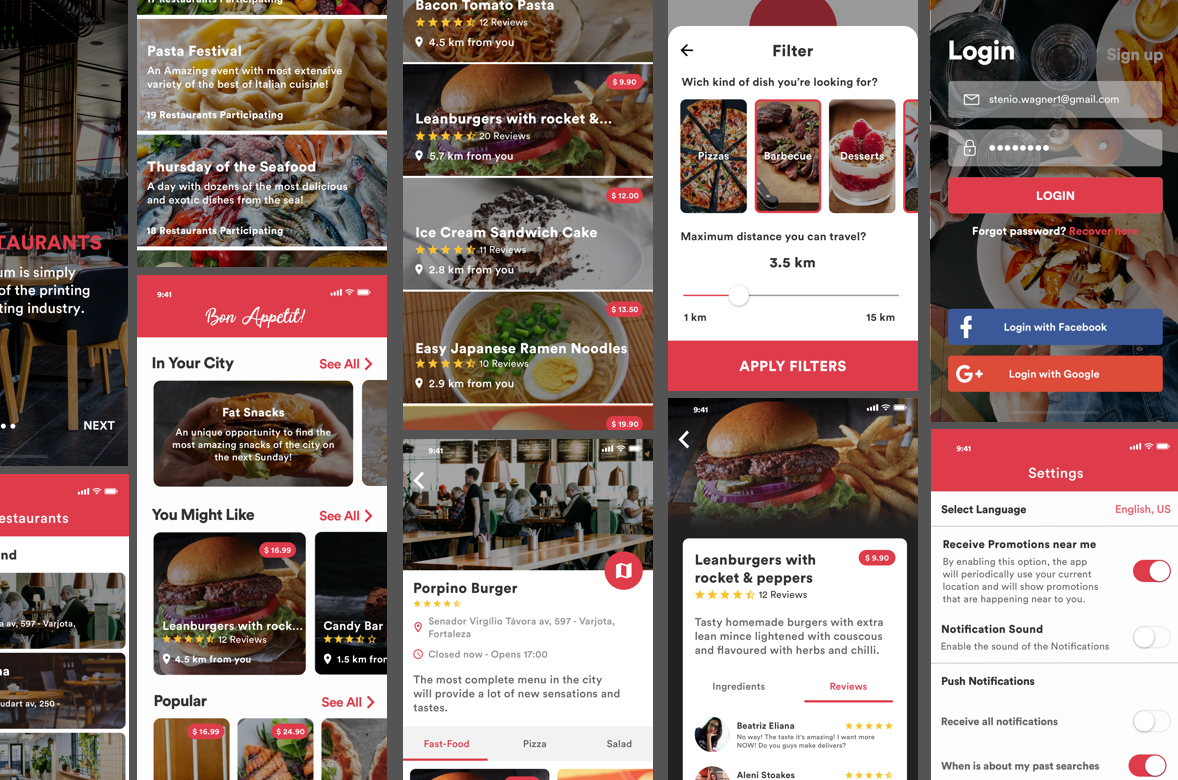 TAURANTS
um is simply
of the printing
ting industry.
NEXT
estaurants
nd
a av, 597 - Varjota,
na
udart av, 250 -
17 Restaurants Participating
Pasta Festival
An Amazing event with most extensive
variety of the best of Italian cuisine!
19 Restaurants Participating
Thursday of the Seafood
A day with dozens of the most delicious
and exotic dishes from the sea!
18 Restaurants Participating
9:41
Bon Appetit!
In Your City
See All
Fat Snacks
An unique opportunity to find the
most amazing snacks of the city on
the next Sunday!
You Might Like
See All
$ 16.99
Leanburgers with rock...
12 Reviews
4.5 km from you
Candy Bar
1.5 km from
Popular
See All
$ 16.99
$ 24.90
Bacon Tomato Pasta
12 Reviews
4.5 km from you
$ 9.90
Leanburgers with rocket &...
20 Reviews
5.7 km from you
$ 12.00
Ice Cream Sandwich Cake
11 Reviews
2.8 km from you
$ 13.50
Easy Japanese Ramen Noodles
10 Reviews
2.9 km from you
$ 19.90
9:41
Porpino Burger
Senador Virgílio Távora av, 597 - Varjota,
Fortaleza
Closed now - Opens 17:00
The most complete menu in the city
will provide a lot of new sensations and
tastes.
Fast-Food
Pizza
Salad
Filter
Wich kind of dish you're looking for?
Pizzas
Barbecue
Desserts
Maximum distance you can travel?
3.5 km
1 km
15 km
APPLY FILTERS
9:41
Leanburgers with
rocket & peppers
$ 9.90
12 Reviews
Tasty homemade burgers with extra
lean mince lightened with couscous
and flavoured with herbs and chilli.
Ingredients
Reviews
Beatriz Eliana
No way! The taste it's amazing! I want more
NOW! Do you guys make delivers?
Aleni Stoakes
Login
Sign up
stenio.wagner1@gmail.com
LOGIN
Forgot password? Recover here
Login with Facebook
G+
Login with Google
9:41
Settings
Select Language
English, US
Receive Promotions near me
By enabling this option, the app
will periodically use your current
location and will show promotions
that are happening near to you.
Notification Sound
Enable the sound of the Notifications
Push Notifications
Receive all notifications
When is about my past searches